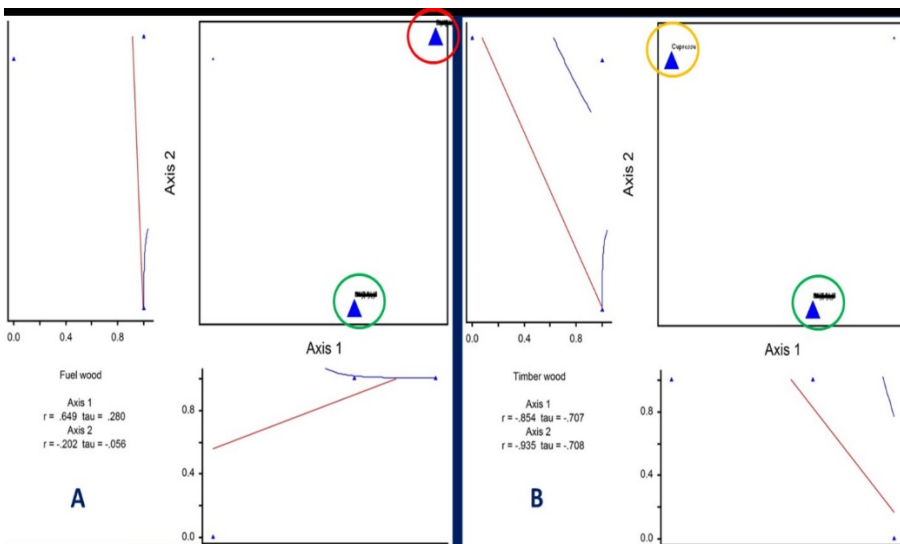 Axis 2
0.0
0.4
0.8
Axis 1
Fuel wood
Axis 1
r = .649 tau = .280
Axis 2
r = -.202 tau = -.056
0.8
0.4
0.0
A
Cupressa
Axis 2
0.0
0.4
0.8
Axis 1
Timber wood
Axis 1
r = -.854 tau = -.707
Axis 2
r = -.935 tau = -.708
0.8
0.4
0.0
B